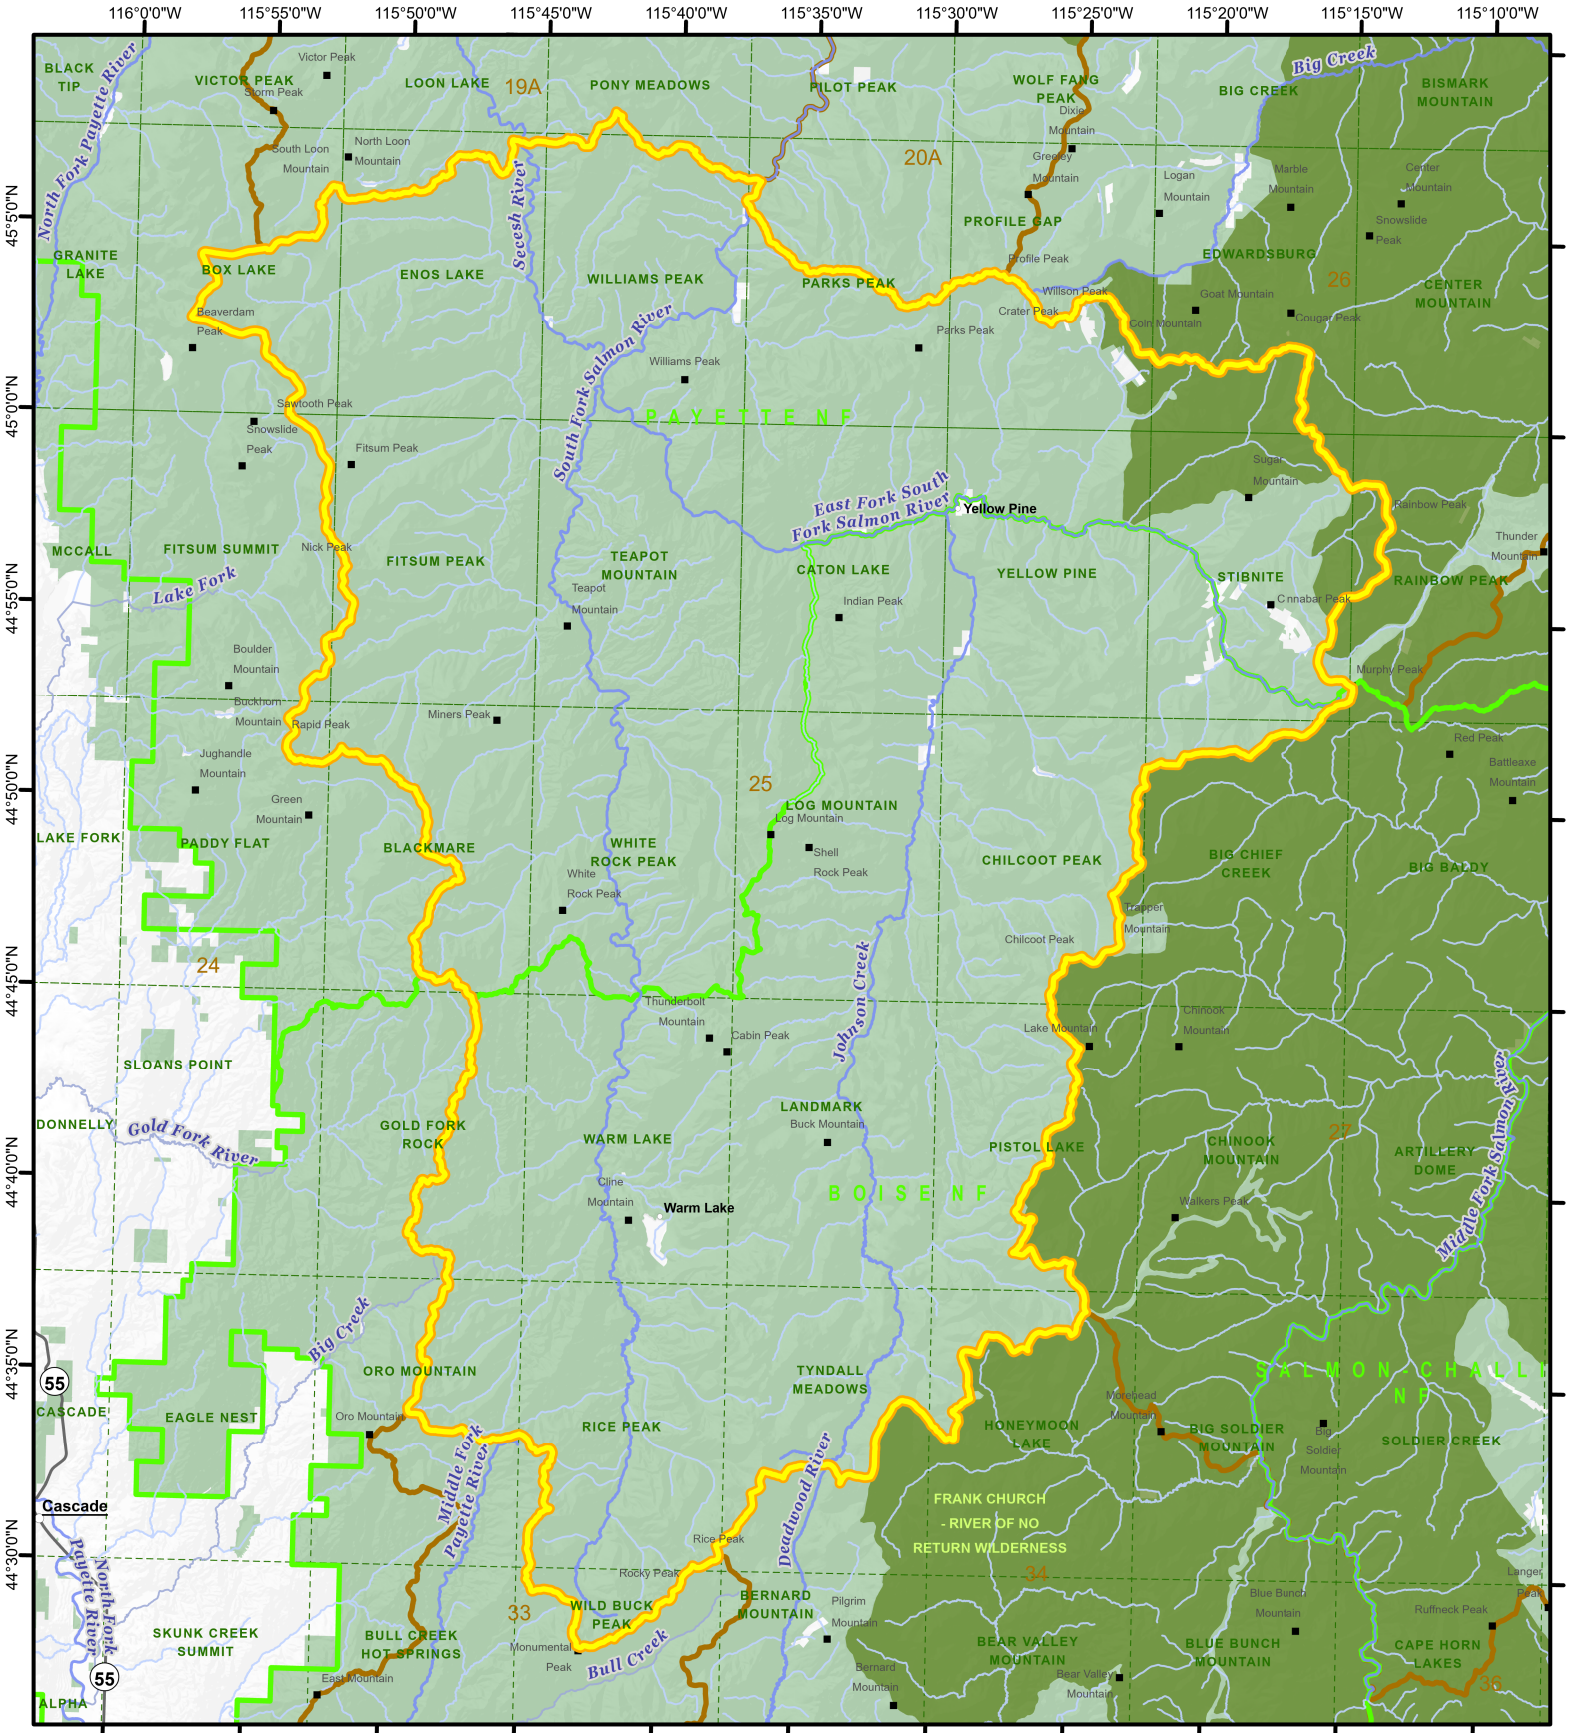 116°0'0"W 115°55'0"W 115°50'0"W 115°45'0"W 115°40'0"W 115°35'0"W 115°30'0"W 115°25'0"W 115°20'0"W 115°15'0"W 115°10'0"W
45°5'0"N
45°0'0"N
44°55'0"N
44°50'0"N
44°45'0"N
44°40'0"N
44°35'0"N
44°30'0"N
BLACK
TIP
North Fork Payette River
VICTOR PEAK
Victor Peak
Storm Peak
LOON LAKE
19A
PONY MEADOWS
PILOT PEAK
WOLF FANG
PEAK
Dixie
Mountain
BIG CREEK
Big Creek
BISMARK
MOUNTAIN
South Loon
Mountain
North Loon
Mountain
Secesh River
20A
Greeley
Mountain
Logan
Mountain
Marble
Mountain
Center
Mountain
Snowslide
Peak
PROFILE GAP
GRANITE
LAKE
BOX LAKE
ENOS LAKE
WILLIAMS PEAK
PARKS PEAK
Profile Peak
EDWARDSBURG
26
CENTER
MOUNTAIN
Beaverdam
Peak
South Fork Salmon River
Willson Peak
Crater Peak
Goat Mountain
Coin Mountain
Cougar Peak
Parks Peak
Williams Peak
Sawtooth Peak
Snowslide
Peak
Fitsum Peak
PAYETTE NF
Sugar
Mountain
Rainbow Peak
East Fork South
Fork Salmon River
Yellow Pine
Thunder
Mountain
MCCALL
FITSUM SUMMIT
Nick Peak
FITSUM PEAK
TEAPOT
MOUNTAIN
CATON LAKE
YELLOW PINE
STIBNITE
RAINBOW PEAK
Lake Fork
Teapot
Mountain
Indian Peak
C nnabar Peak
Boulder
Mountain
Buckhorn
Mountain
Rapid Peak
Miners Peak
Murphy Peak
Jughandle
Mountain
Green
Mountain
25
LOG MOUNTAIN
Log Mountain
Red Peak
Battleaxe
Mountain
LAKE FORK
PADDY FLAT
BLACKMARE
WHITE
ROCK PEAK
White
Rock Peak
Shell
Rock Peak
CHILCOOT PEAK
BIG CHIEF
CREEK
BIG BALDY
Trapper
Mountain
Chilcoot Peak
24
Johnson Creek
Thunderbolt
Mountain
Cabin Peak
Lake Mountain
Chinook
Mountain
SLOANS POINT
LANDMARK
Buck Mountain
DONNELLY
Gold Fork River
GOLD FORK
ROCK
WARM LAKE
PISTOL LAKE
CHINOOK
MOUNTAIN
27
ARTILLERY
DOME
Middle Fork Salmon River
Cline
Mountain
Warm Lake
BOISE NF
Walkers Peak
Big Creek
ORO MOUNTAIN
TYNDALL
MEADOWS
SALMON-CHALLI
NF
55
CASCADE
EAGLE NEST
Oro Mountain
Middle Fork
Payette River
RICE PEAK
HONEYMOON
LAKE
Morehead
Mountain
BIG SOLDIER
MOUNTAIN
Big
Soldier
Mountain
SOLDIER CREEK
Cascade
Deadwood River
FRANK CHURCH
- RIVER OF NO
RETURN WILDERNESS
Rice Peak
Rocky Peak
34
North Fork
Payette River
33
WILD BUCK
PEAK
BERNARD
MOUNTAIN
Pilgrim
Mountain
Blue Bunch
Mountain
Langer
Peak
Ruffneck Peak
SKUNK CREEK
SUMMIT
BULL CREEK
HOT SPRINGS
Monumental
Peak
Bull Creek
BEAR VALLEY
MOUNTAIN
BLUE BUNCH
MOUNTAIN
CAPE HORN
LAKES
55
East Mountain
Bernard
Mountain
Bear Valley
Mountain
36
ALPHA